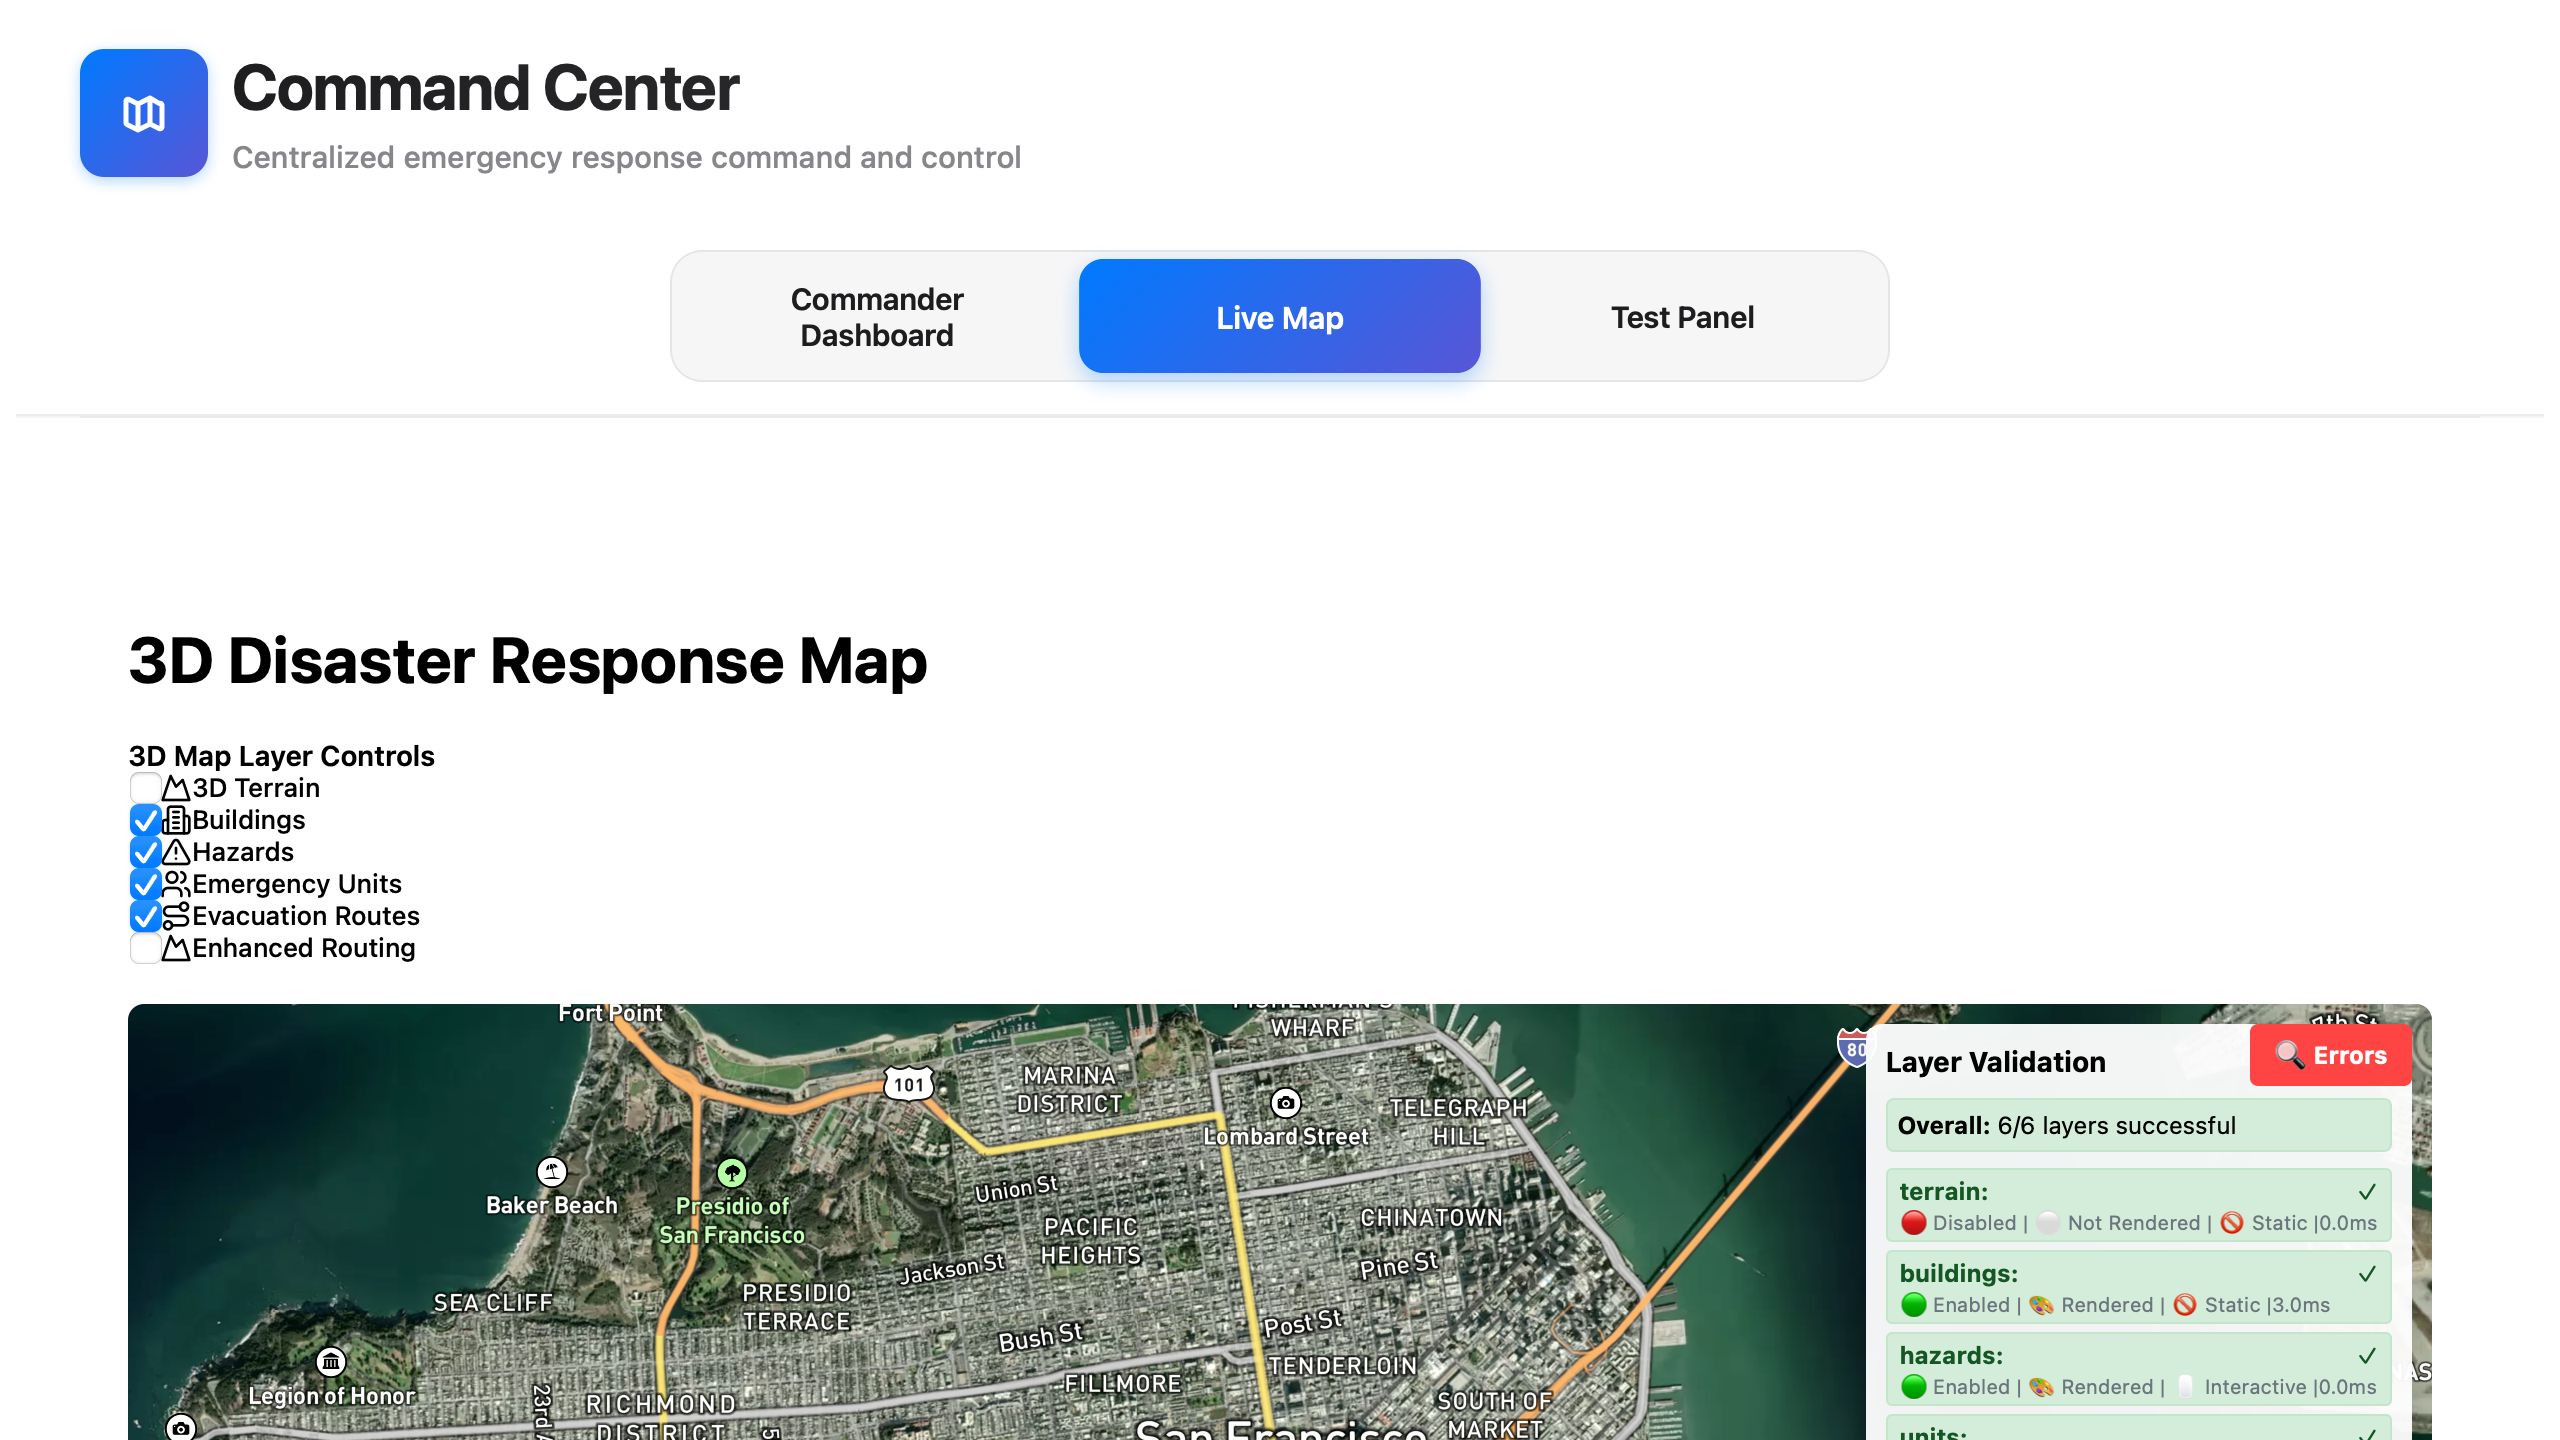 Command Center
Centralized emergency response command and control
Commander
Dashboard
Live Map
Test Panel
3D Disaster Response Map
3D Map Layer Controls
3D Terrain
Buildings
Hazards
Emergency Units
Evacuation Routes
Enhanced Routing
Fort Point
FISHERMAN'S
WHARF
7th St
80
Layer Validation
Errors
101
MARINA
DISTRICT
Lombard Street
TELEGRAPH
HILL
Overall: 6/6 layers successful
Baker Beach
Presidio of
San Francisco
Union St
PACIFIC
HEIGHTS
CHINATOWN
terrain: ✓
Disabled | Not Rendered | Static |0.0ms
Jackson St
Pine St
SEA CLIFF
PRESIDIO
TERRACE
buildings: ✓
Enabled | Rendered | Static |3.0ms
Bush St
Post St
TENDERLOIN
Legion of Honor
FILLMORE
hazards: ✓
Enabled | Rendered | Interactive |0.0ms
RICHMOND
DISTRICT
23rd
SOUTH OF
MARKET
San Francisco
units: ✓